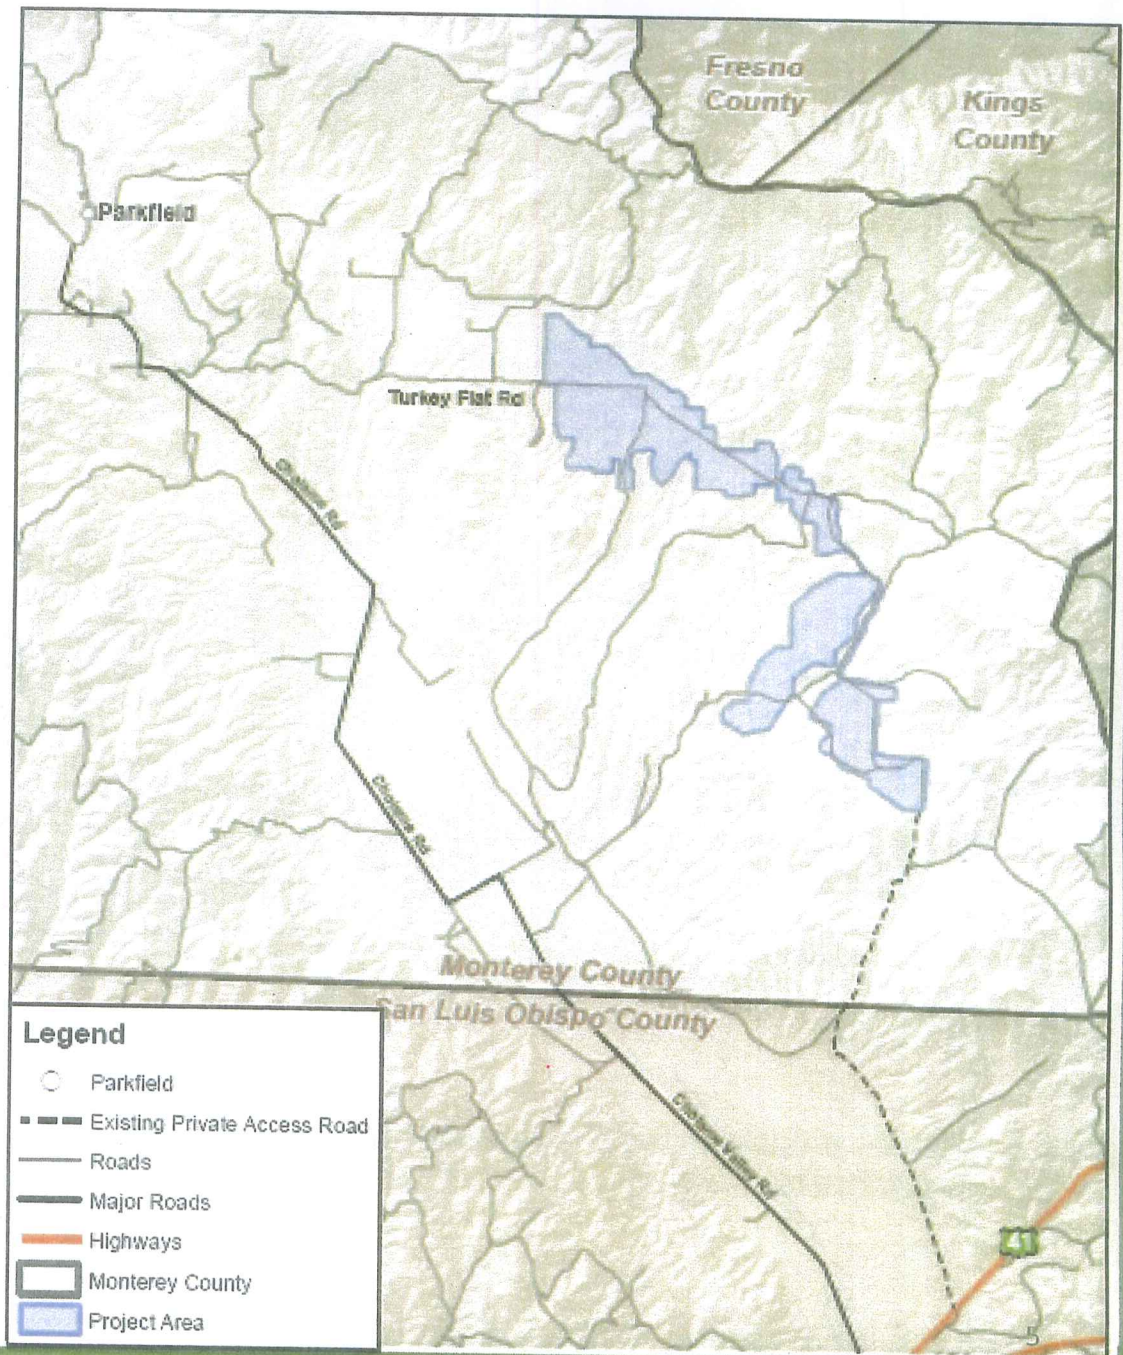 Fresno
County
Kings
County
Parkfield
Turkey Flat Rd
Cholame Rd
Cholame Rd
Monterey County
San Luis Obispo County
Cholame Valley Rd
41
Legend
Parkfield
Existing Private Access Road
Roads
Major Roads
Highways
Monterey County
Project Area
5